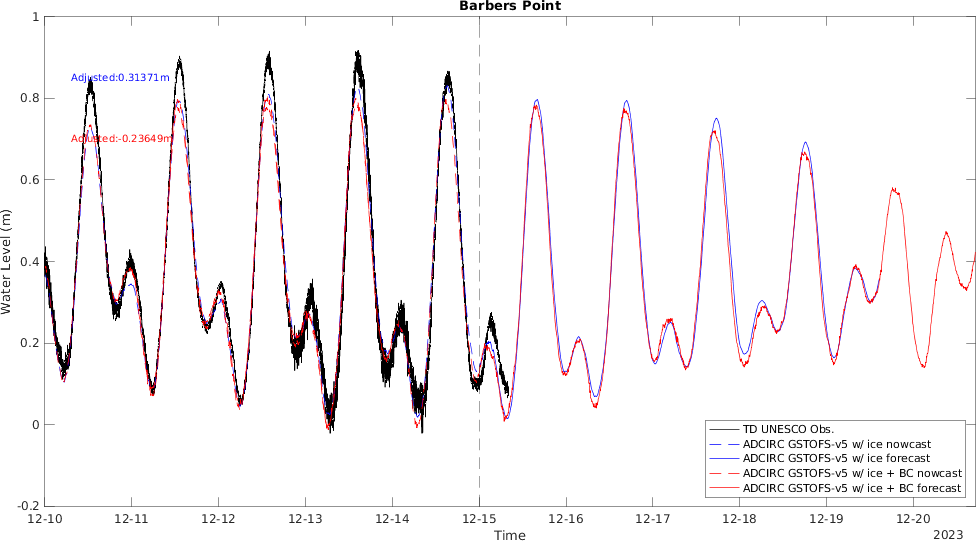 Barbers Point
1
0.8
0.6
0.4
0.2
0
-0.2
Water Level (m)
Adjusted:0.31371m
Adjusted:-0.23649m
TD UNESCO Obs.
ADCIRC GSTOFS-v5 w/ ice nowcast
ADCIRC GSTOFS-v5 w/ ice forecast
ADCIRC GSTOFS-v5 w/ ice + BC nowcast
ADCIRC GSTOFS-v5 w/ ice + BC forecast
12-10 12-11 12-12 12-13 12-14 12-15 12-16 12-17 12-18 12-19 12-20
Time
2023